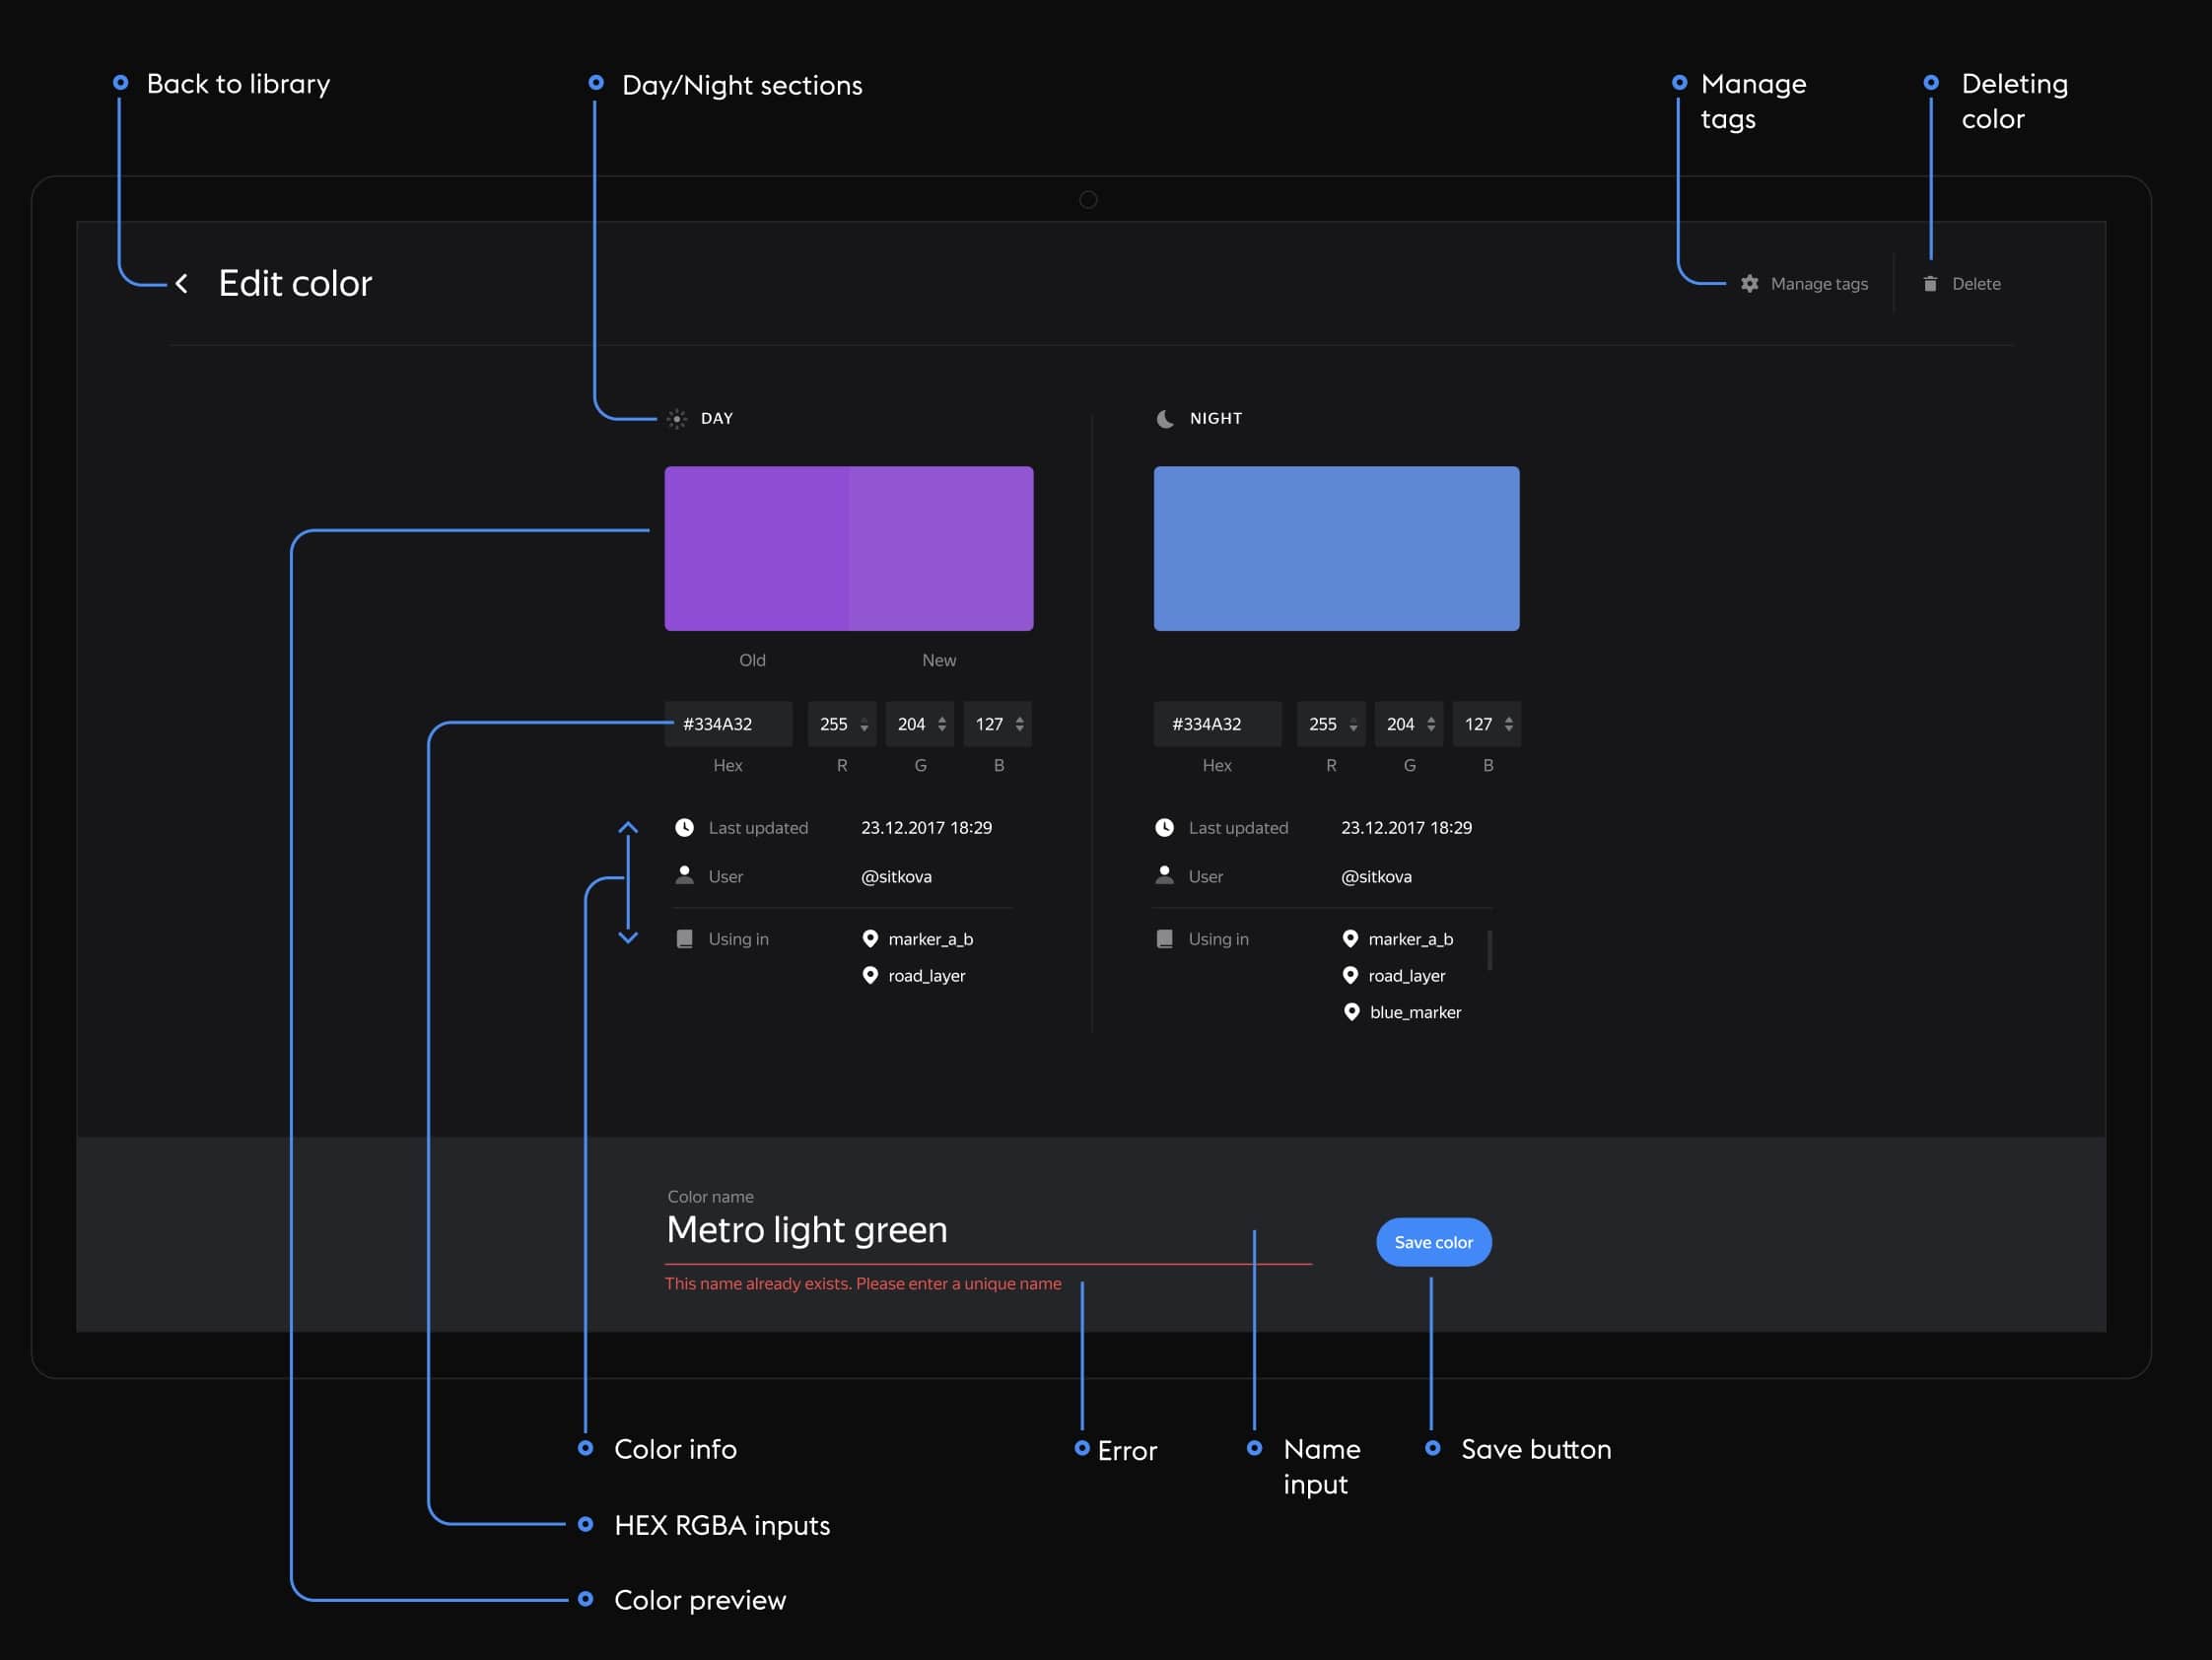 Back to library
Day/Night sections
Manage
tags
Deleting
color
Edit color
Manage tags
Delete
DAY
Old
New
#334A32
255
204
127
Hex
R
G
B
Last updated
23.12.2017 18:29
User
@sitkova
Using in
marker_a_b
road_layer
NIGHT
#334A32
255
204
127
Hex
R
G
B
Last updated
23.12.2017 18:29
User
@sitkova
Using in
marker_a_b
road_layer
blue_marker
Color name
Metro light green
This name already exists. Please enter a unique name
Save color
Color info
Error
Name
input
Save button
HEX RGBA inputs
Color preview